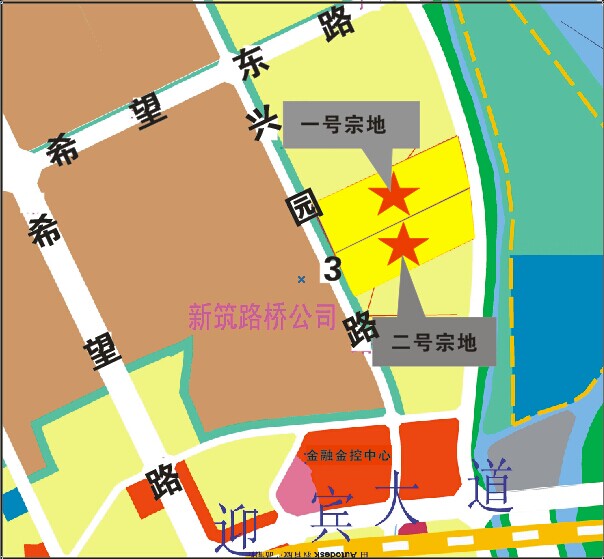 希望东路
一号宗地
兴园3路
希望路
新筑路桥公司
二号宗地
金融金控中心
迎宾大道